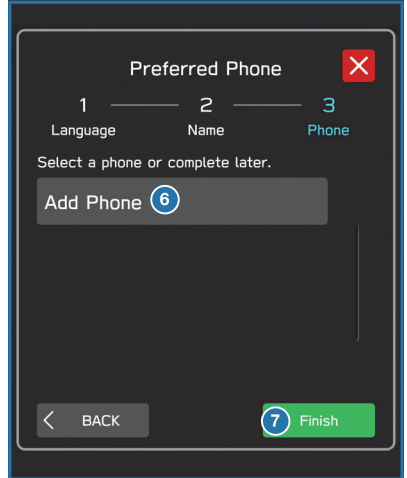 Preferred Phone
1 2 3
Language Name Phone
Select a phone or complete later.
Add Phone 6
BACK 7 Finish